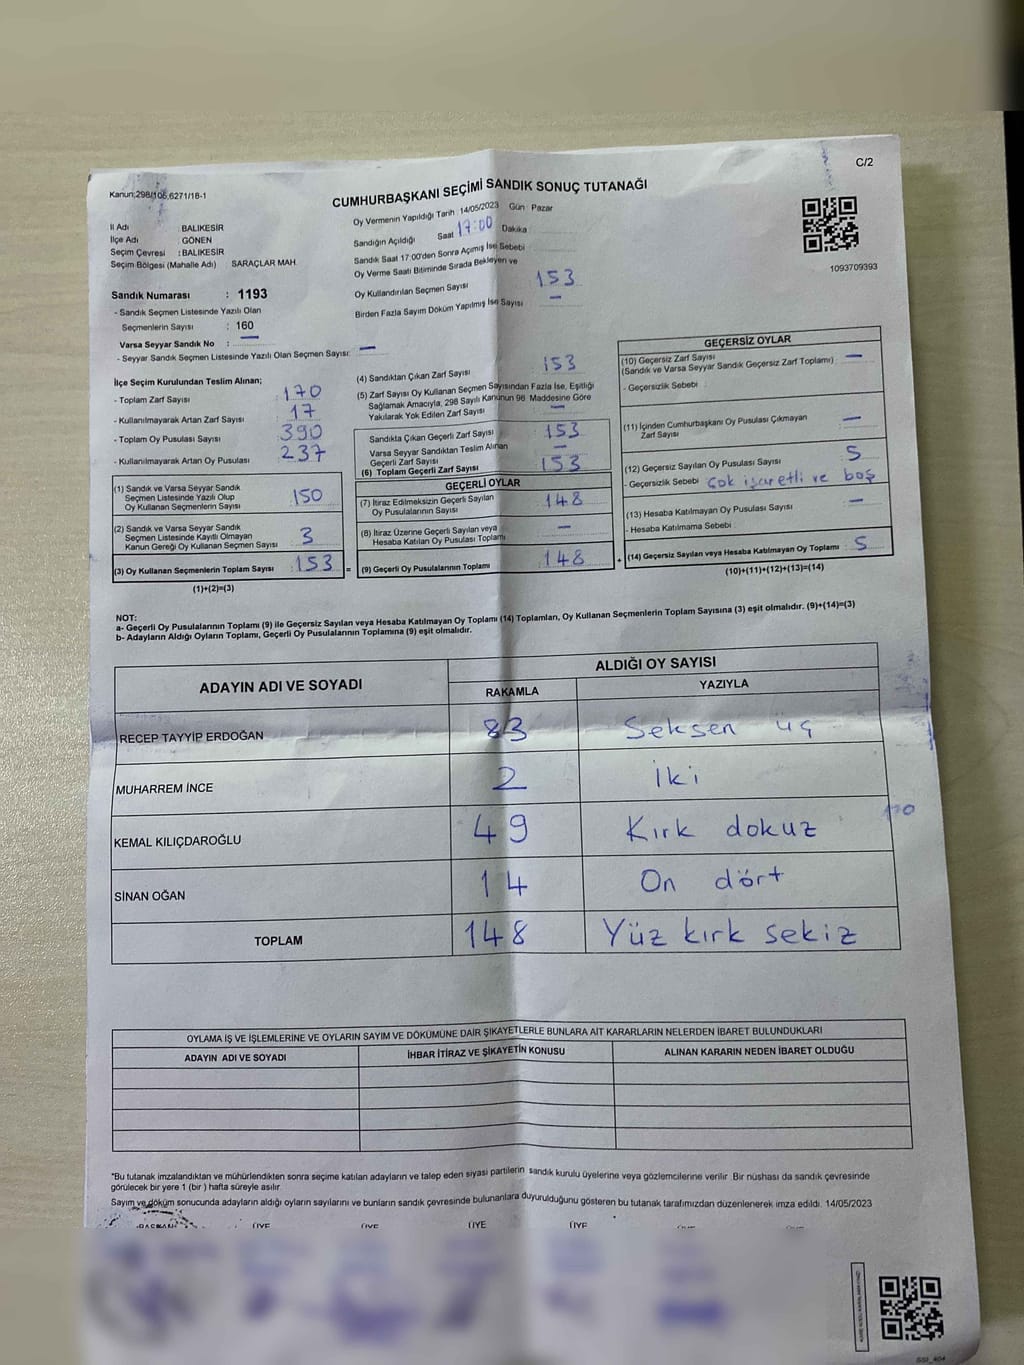 C/2
Kanun:298/105,6271/18-1
CUMHURBAŞKANI SEÇİMİ SANDIK SONUÇ TUTANAĞI
Oy Vermenin Yapıldığı Tarih :14/05/2023 Gün : Pazar
İl Adı : BALIKESİR
İlçe Adı : GÖNEN
Seçim Çevresi : BALIKESİR
Seçim Bölgesi (Mahalle Adı) SARAÇLAR MAH.
Sandığın Açıldığı Saat 17:00 Dakika
Sandık Saat 17:00'den Sonra Açımış İse Sebebi
Oy Verme Saati Bitiminde Sırada Bekleyen ve
Oy Kullandırılan Seçmen Sayısı 153
Birden Fazla Sayım Döküm Yapılmış İse Sayısı —
1093709393
Sandık Numarası : 1193
- Sandık Seçmen Listesinde Yazılı Olan
Seçmenlerin Sayısı : 160
Varsa Seyyar Sandık No : —
- Seyyar Sandık Seçmen Listesinde Yazılı Olan Seçmen Sayısı: —
İlçe Seçim Kurulundan Teslim Alınan;
- Toplam Zarf Sayısı : 170
- Kullanılmayarak Artan Zarf Sayısı : 17
- Toplam Oy Pusulası Sayısı : 390
- Kullanılmayarak Artan Oy Pusulası : 237
(1) Sandık ve Varsa Seyyar Sandık
Seçmen Listesinde Yazılı Olup
Oy Kullanan Seçmenlerin Sayısı 150
(2) Sandık ve Varsa Seyyar Sandık
Seçmen Listesinde Kayıtlı Olmayan
Kanun Gereği Oy Kullanan Seçmen Sayısı 3
(3) Oy Kullanan Seçmenlerin Toplam Sayısı : 153 =
(1)+(2)=(3)
(4) Sandıktan Çıkan Zarf Sayısı 153
(5) Zarf Sayısı Oy Kullanan Seçmen Sayısından Fazla İse, Eşitliği
Sağlamak Amacıyla, 298 Sayılı Kanunun 98 Maddesine Göre
Yakılarak Yok Edilen Zarf Sayısı —
Sandıkta Çıkan Geçerli Zarf Sayısı 153
Varsa Seyyar Sandıktan Teslim Alınan
Geçerli Zarf Sayısı —
(6) Toplam Geçerli Zarf Sayısı 153
GEÇERLİ OYLAR
(7) İtiraz Edilmeksizin Geçerli Sayılan
Oy Pusulalarının Sayısı 148
(8) İtiraz Üzerine Geçerli Sayılan veya
Hesaba Katılan Oy Pusulası Toplamı —
(9) Geçerli Oy Pusulalarının Toplamı 148 +
GEÇERSİZ OYLAR
(10) Geçersiz Zarf Sayısı —
(Sandık ve Varsa Seyyar Sandık Geçersiz Zarf Toplamı)
- Geçersizlik Sebebi :
(11) İçinden Cumhurbaşkanı Oy Pusulası Çıkmayan
Zarf Sayısı —
(12) Geçersiz Sayılan Oy Pusulası Sayısı 5
- Geçersizlik Sebebi : Çok işaretli ve boş
(13) Hesaba Katılmayan Oy Pusulası Sayısı —
- Hesaba Katılmama Sebebi :
(14) Geçersiz Sayılan veya Hesaba Katılmayan Oy Toplamı : 5
(10)+(11)+(12)+(13)=(14)
NOT:
a- Geçerli Oy Pusulalarının Toplamı (9) ile Geçersiz Sayılan veya Hesaba Katılmayan Oy Toplamı (14) Toplamları, Oy Kullanan Seçmenlerin Toplam Sayısına (3) eşit olmalıdır. (9)+(14)=(3)
b- Adayların Aldığı Oyların Toplamı, Geçerli Oy Pusulalarının Toplamına (9) eşit olmalıdır.
ADAYIN ADI VE SOYADI
ALDIĞI OY SAYISI
RAKAMLA YAZIYLA
RECEP TAYYİP ERDOĞAN 83 Seksen üç
MUHARREM İNCE 2 İki
KEMAL KILIÇDAROĞLU 49 Kırk dokuz
SİNAN OĞAN 14 On dört
TOPLAM 148 Yüz kırk sekiz
OYLAMA İŞ VE İŞLEMLERİNE VE OYLARIN SAYIM VE DÖKÜMÜNE DAİR ŞİKAYETLERLE BUNLARA AİT KARARLARIN NELERDEN İBARET BULUNDUKLARI
ADAYIN ADI VE SOYADI İHBAR İTİRAZ VE ŞİKAYETİN KONUSU ALINAN KARARIN NEDEN İBARET OLDUĞU
*Bu tutanak imzalandıktan ve mühürlendikten sonra seçime katılan adayların ve talep eden siyasi partilerin sandık kurulu üyelerine veya gözlemcilerine verilir. Bir nüshası da sandık çevresinde
görülecek bir yere 1 (bir ) hafta süreyle asılır.
Sayım ve döküm sonucunda adayların aldığı oyların sayılarını ve bunların sandık çevresinde bulunanlara duyurulduğunu gösteren bu tutanak tarafımızdan düzenlenerek imza edildi. 14/05/2023
BAŞKAN ÜYE ÜYE ÜYE ÜYE